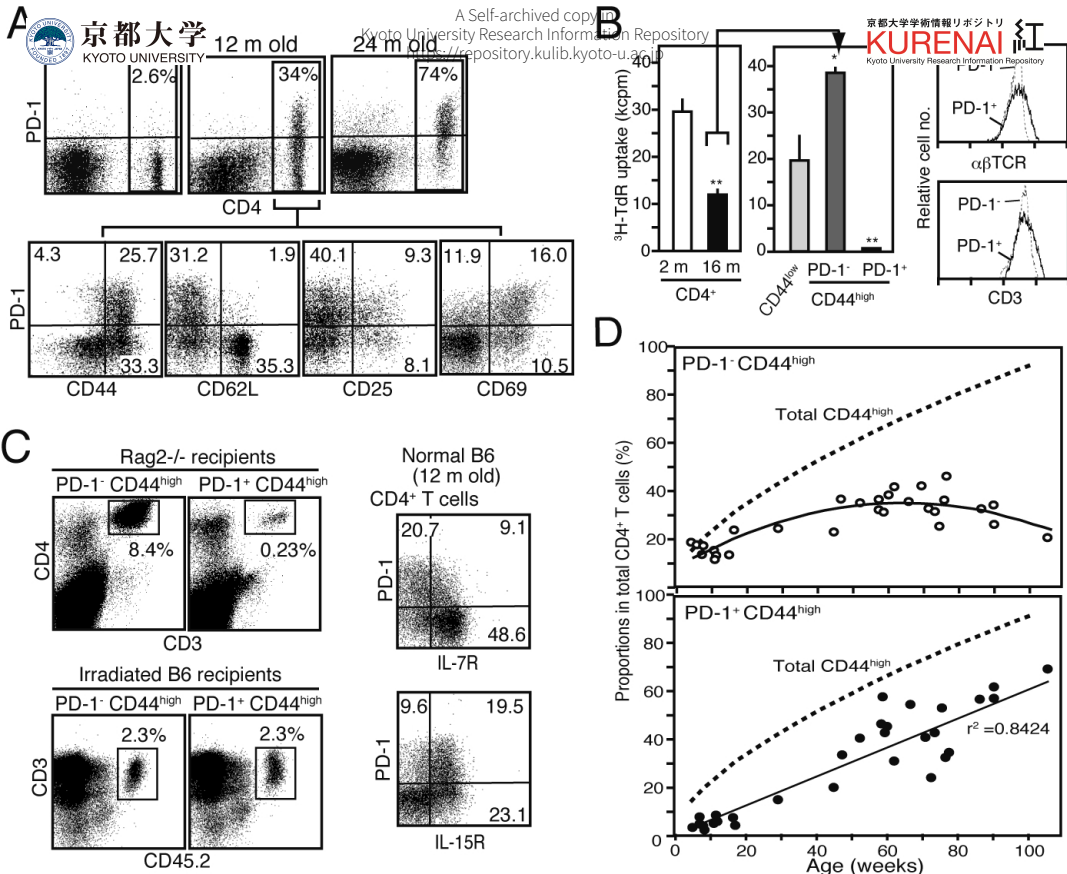 A
京都大学
KYOTO UNIVERSITY
A Self-archived copy in
Kyoto University Research Information Repository
https://repository.kulib.kyoto-u.ac.jp
京都大学学術情報リポジトリ
KURENAI 紅
Kyoto University Research Information Repository
12 m old
24 m old
2.6%
34%
74%
PD-1
CD4
4.3
25.7
33.3
31.2
1.9
35.3
40.1
9.3
8.1
11.9
16.0
10.5
PD-1
CD44
CD62L
CD25
CD69
B
³H-TdR uptake (kcpm)
40
30
20
10
0
**
2 m
16 m
CD4⁺
40
30
20
10
0
*
**
CD44ˡᵒʷ
PD-1⁻
PD-1⁺
CD44ʰⁱᵍʰ
Relative cell no.
PD-1⁻
PD-1⁺
αβTCR
PD-1⁻
PD-1⁺
CD3
C
Rag2-/- recipients
PD-1⁻ CD44ʰⁱᵍʰ
PD-1⁺ CD44ʰⁱᵍʰ
8.4%
0.23%
CD4
CD3
Irradiated B6 recipients
PD-1⁻ CD44ʰⁱᵍʰ
PD-1⁺ CD44ʰⁱᵍʰ
2.3%
2.3%
CD3
CD45.2
Normal B6
(12 m old)
CD4⁺ T cells
20.7
9.1
48.6
PD-1
IL-7R
9.6
19.5
23.1
PD-1
IL-15R
D
Proportions in total CD4⁺ T cells (%)
100
80
60
40
20
PD-1⁻ CD44ʰⁱᵍʰ
Total CD44ʰⁱᵍʰ
100
80
60
40
20
0
PD-1⁺ CD44ʰⁱᵍʰ
Total CD44ʰⁱᵍʰ
r² =0.8424
0
20
40
60
80
100
Age (weeks)